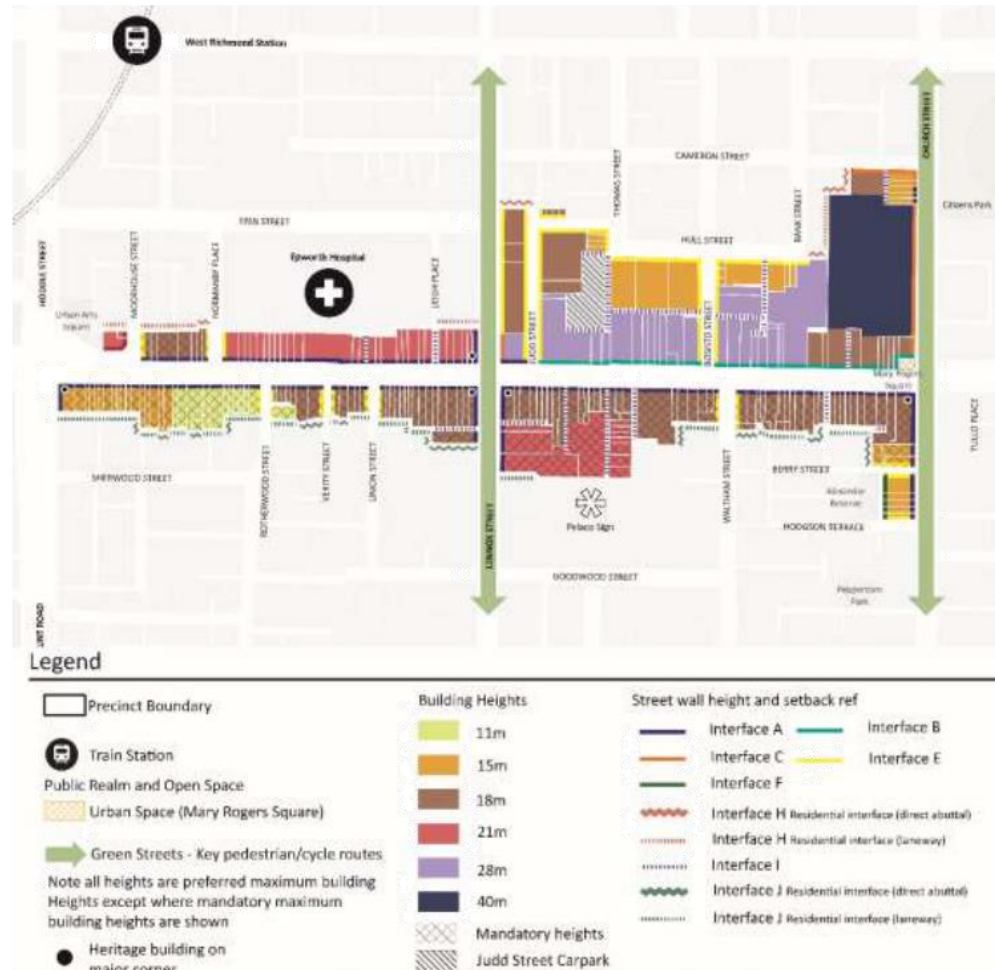 West Richmond Station
CHURCH STREET
THOMAS STREET
CAMERON STREET
BANK STREET
Citizens Park
HODDLE STREET
MOORHOUSE STREET
NORMANBY PLACE
Epworth Hospital
LEIGH PLACE
HULL STREET
Urban Arts
Square
JUDD STREET
BOSISTO STREET
Mary Rogers
Square
TULLO PLACE
SHERWOOD STREET
ROTHERWOOD STREET
VERITY STREET
UNION STREET
LENNOX STREET
WALTHAM STREET
BERRY STREET
Alexander
Reserve
Pelaco Sign
HODGSON TERRACE
GOODWOOD STREET
Peppercorn
Park
UNT ROAD
Legend
Precinct Boundary
Train Station
Public Realm and Open Space
Urban Space (Mary Rogers Square)
Green Streets - Key pedestrian/cycle routes
Note all heights are preferred maximum building
Heights except where mandatory maximum
building heights are shown
Heritage building on
major corner
Building Heights
11m
15m
18m
21m
28m
40m
Mandatory heights
Judd Street Carpark
Street wall height and setback ref
Interface A
Interface B
Interface C
Interface E
Interface F
Interface H Residential interface (direct abuttal)
Interface H Residential interface (laneway)
Interface I
Interface J Residential interface (direct abuttal)
Interface J Residential interface (laneway)